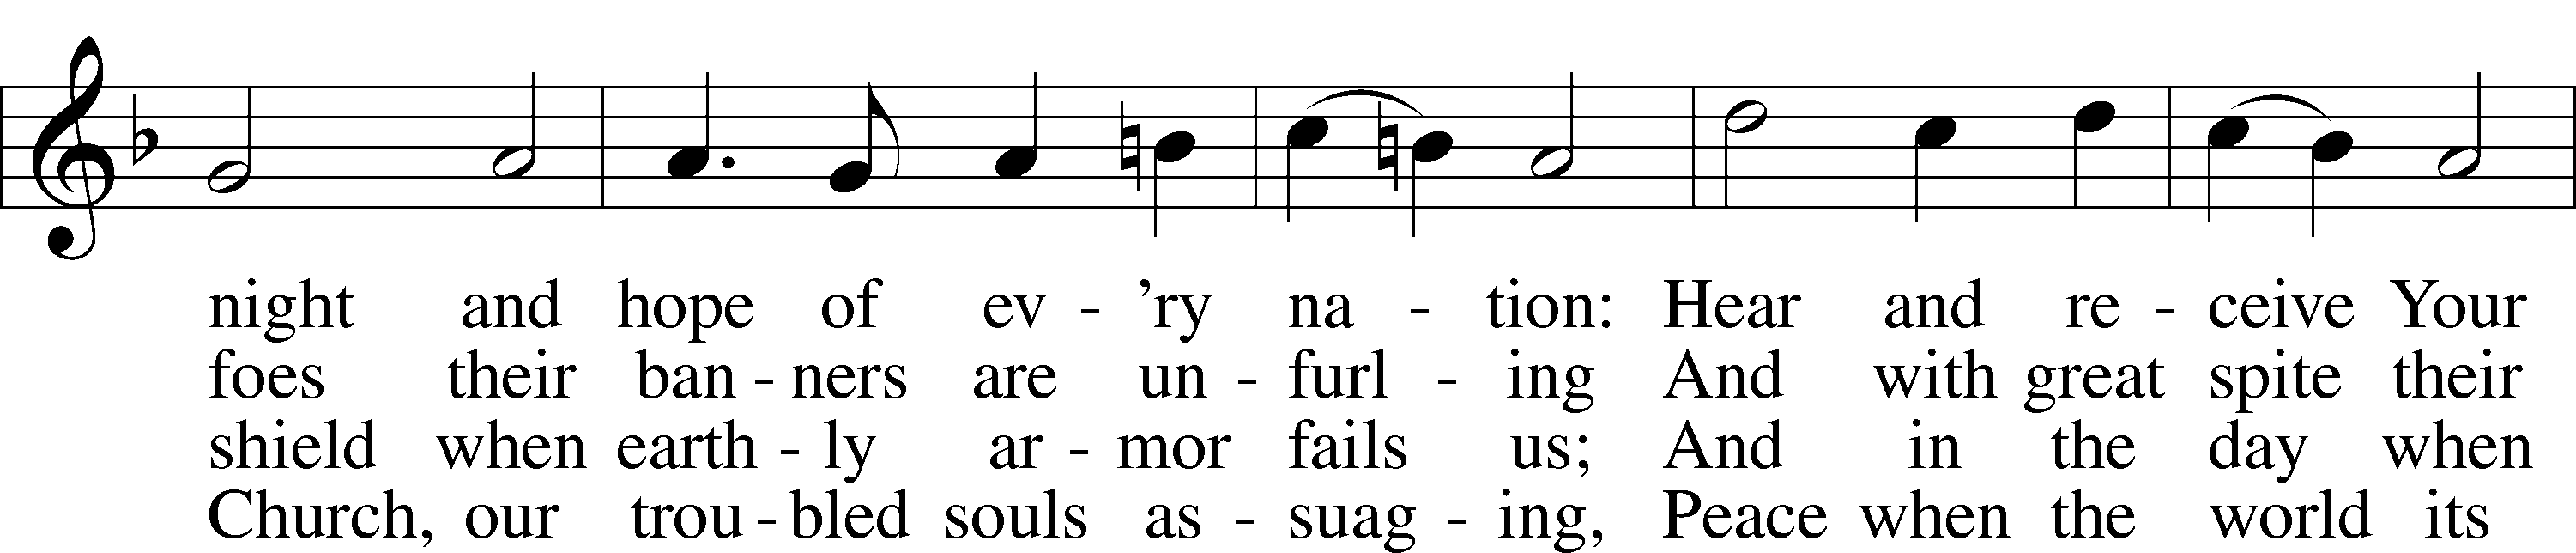 night and hope of ev - 'ry na - tion: Hear and re - ceive Your
foes their ban - ners are un - furl - ing And with great spite their
shield when earth - ly ar - mor fails us; And in the day when
Church, our trou - bled souls as - suag - ing, Peace when the world its